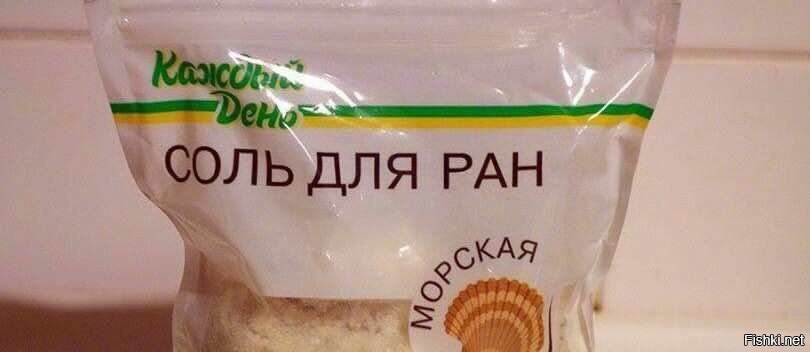 Каждый
День
СОЛЬ ДЛЯ РАН
МОРСКАЯ
Fishki.net